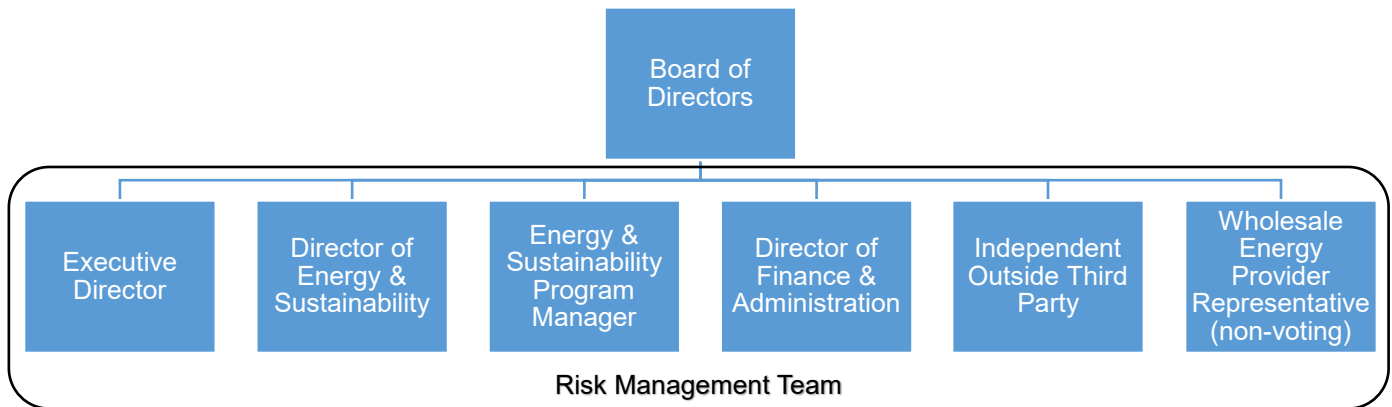 Board of
Directors
Executive
Director
Director of
Energy &
Sustainability
Energy &
Sustainability
Program
Manager
Director of
Finance &
Administration
Independent
Outside Third
Party
Wholesale
Energy
Provider
Representative
(non-voting)
Risk Management Team